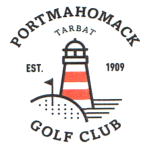 PORTMAHOMACK
TARBAT
EST. 1909
GOLF CLUB